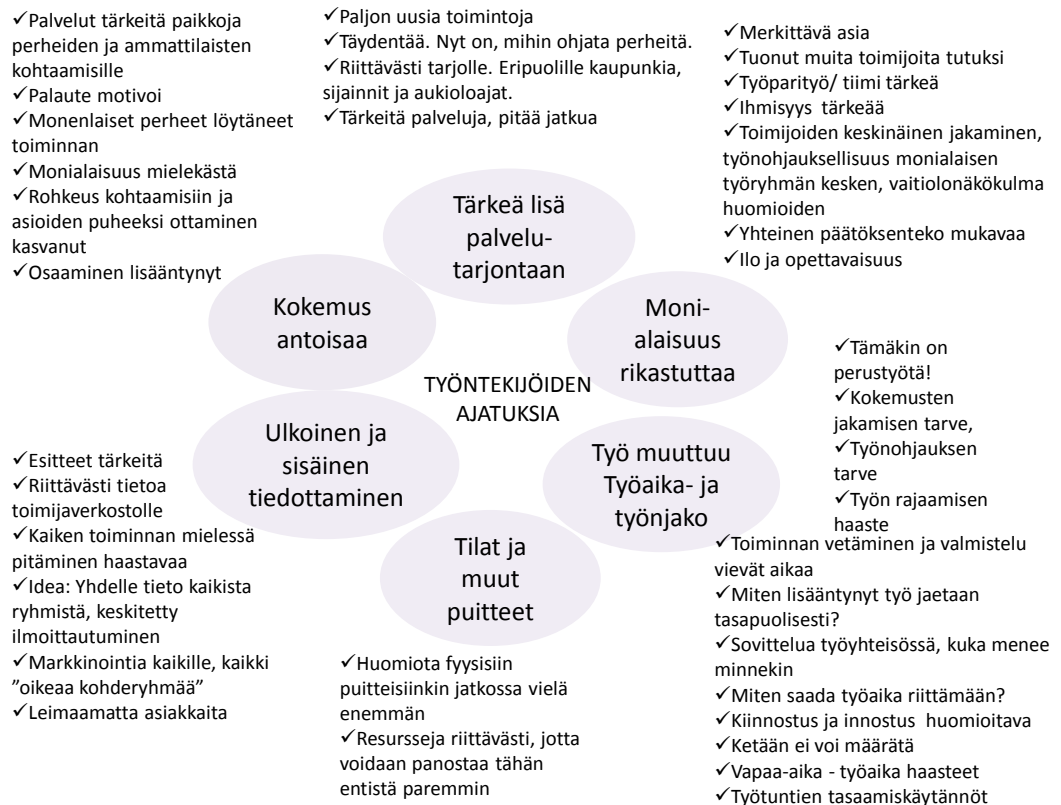 ✓Palvelut tärkeitä paikkoja
perheiden ja ammattilaisten
kohtaamisille
✓Palaute motivoi
✓Monenlaiset perheet löytäneet
toiminnan
✓Monialaisuus mielekästä
✓Rohkeus kohtaamisiin ja
asioiden puheeksi ottaminen
kasvanut
✓Osaaminen lisääntynyt
✓Paljon uusia toimintoja
✓Täydentää. Nyt on, mihin ohjata perheitä.
✓Riittävästi tarjolle. Eripuolille kaupunkia,
sijainnit ja aukioloajat.
✓Tärkeitä palveluja, pitää jatkua
✓Merkittävä asia
✓Tuonut muita toimijoita tutuksi
✓Työparityö/ tiimi tärkeä
✓Ihmisyys tärkeää
✓Toimijoiden keskinäinen jakaminen,
työnohjauksellisuus monialaisen
työryhmän kesken, vaitiolonäkökulma
huomioiden
✓Yhteinen päätöksenteko mukavaa
✓Ilo ja opettavaisuus
Tärkeä lisä
palvelu-
tarjontaan
Kokemus
antoisaa
Moni-
alaisuus
rikastuttaa
TYÖNTEKIJÖIDEN
AJATUKSIA
Ulkoinen ja
sisäinen
tiedottaminen
Työ muuttuu
Työaika- ja
työnjako
Tilat ja
muut
puitteet
✓Tämäkin on
perustyötä!
✓Kokemusten
jakamisen tarve,
✓Työnohjauksen
tarve
✓Työn rajaamisen
haaste
✓Toiminnan vetäminen ja valmistelu
vievät aikaa
✓Miten lisääntynyt työ jaetaan
tasapuolisesti?
✓Sovittelua työyhteisössä, kuka menee
minnekin
✓Miten saada työaika riittämään?
✓Kiinnostus ja innostus huomioitava
✓Ketään ei voi määrätä
✓Vapaa-aika - työaika haasteet
✓Työtuntien tasaamiskäytännöt
✓Esitteet tärkeitä
✓Riittävästi tietoa
toimijaverkostolle
✓Kaiken toiminnan mielessä
pitäminen haastavaa
✓Idea: Yhdelle tieto kaikista
ryhmistä, keskitetty
ilmoittautuminen
✓Markkinointia kaikille, kaikki
”oikeaa kohderyhmää”
✓Leimaamatta asiakkaita
✓Huomiota fyysisiin
puitteisiinkin jatkossa vielä
enemmän
✓Resursseja riittävästi, jotta
voidaan panostaa tähän
entistä paremmin